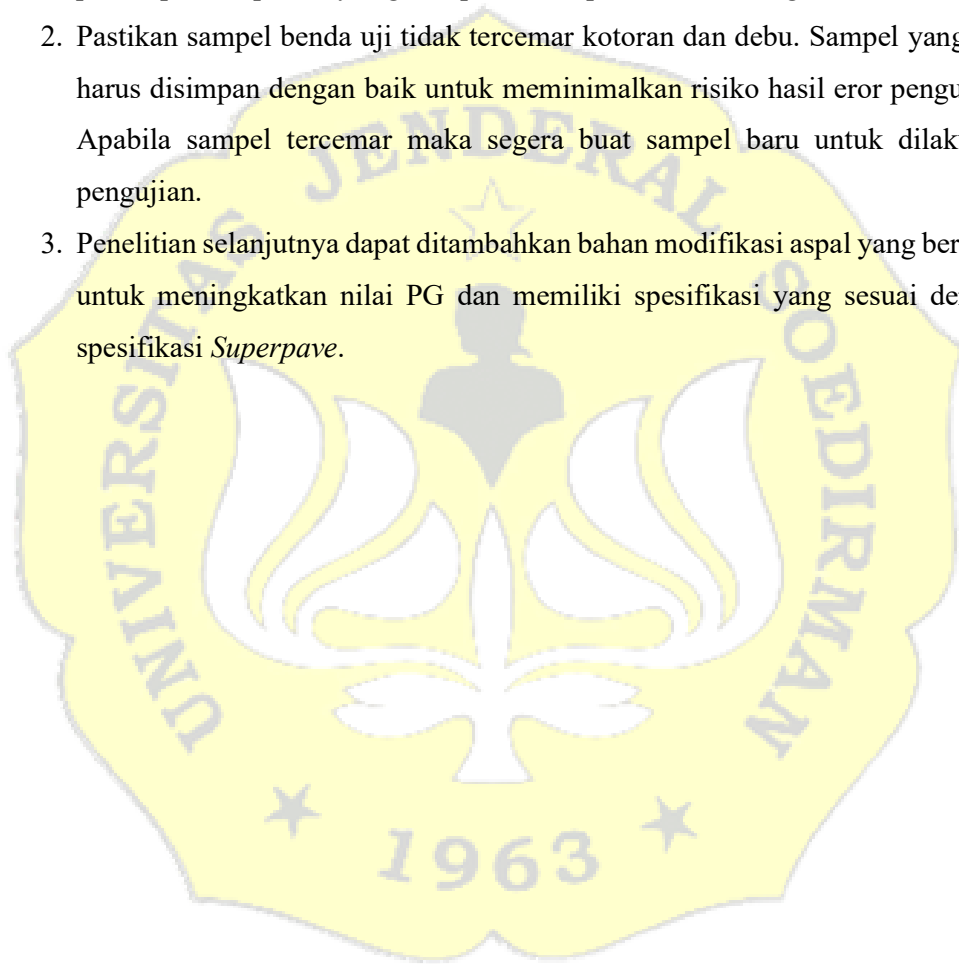 2. Pastikan sampel benda uji tidak tercemar kotoran dan debu. Sampel yang
harus disimpan dengan baik untuk meminimalkan risiko hasil eror pengu
Apabila sampel tercemar maka segera buat sampel baru untuk dilak
pengujian.
3. Penelitian selanjutnya dapat ditambahkan bahan modifikasi aspal yang ber
untuk meningkatkan nilai PG dan memiliki spesifikasi yang sesuai de
spesifikasi Superpave.
UNIVERSITAS JENDERAL SOEDIRMAN
1963